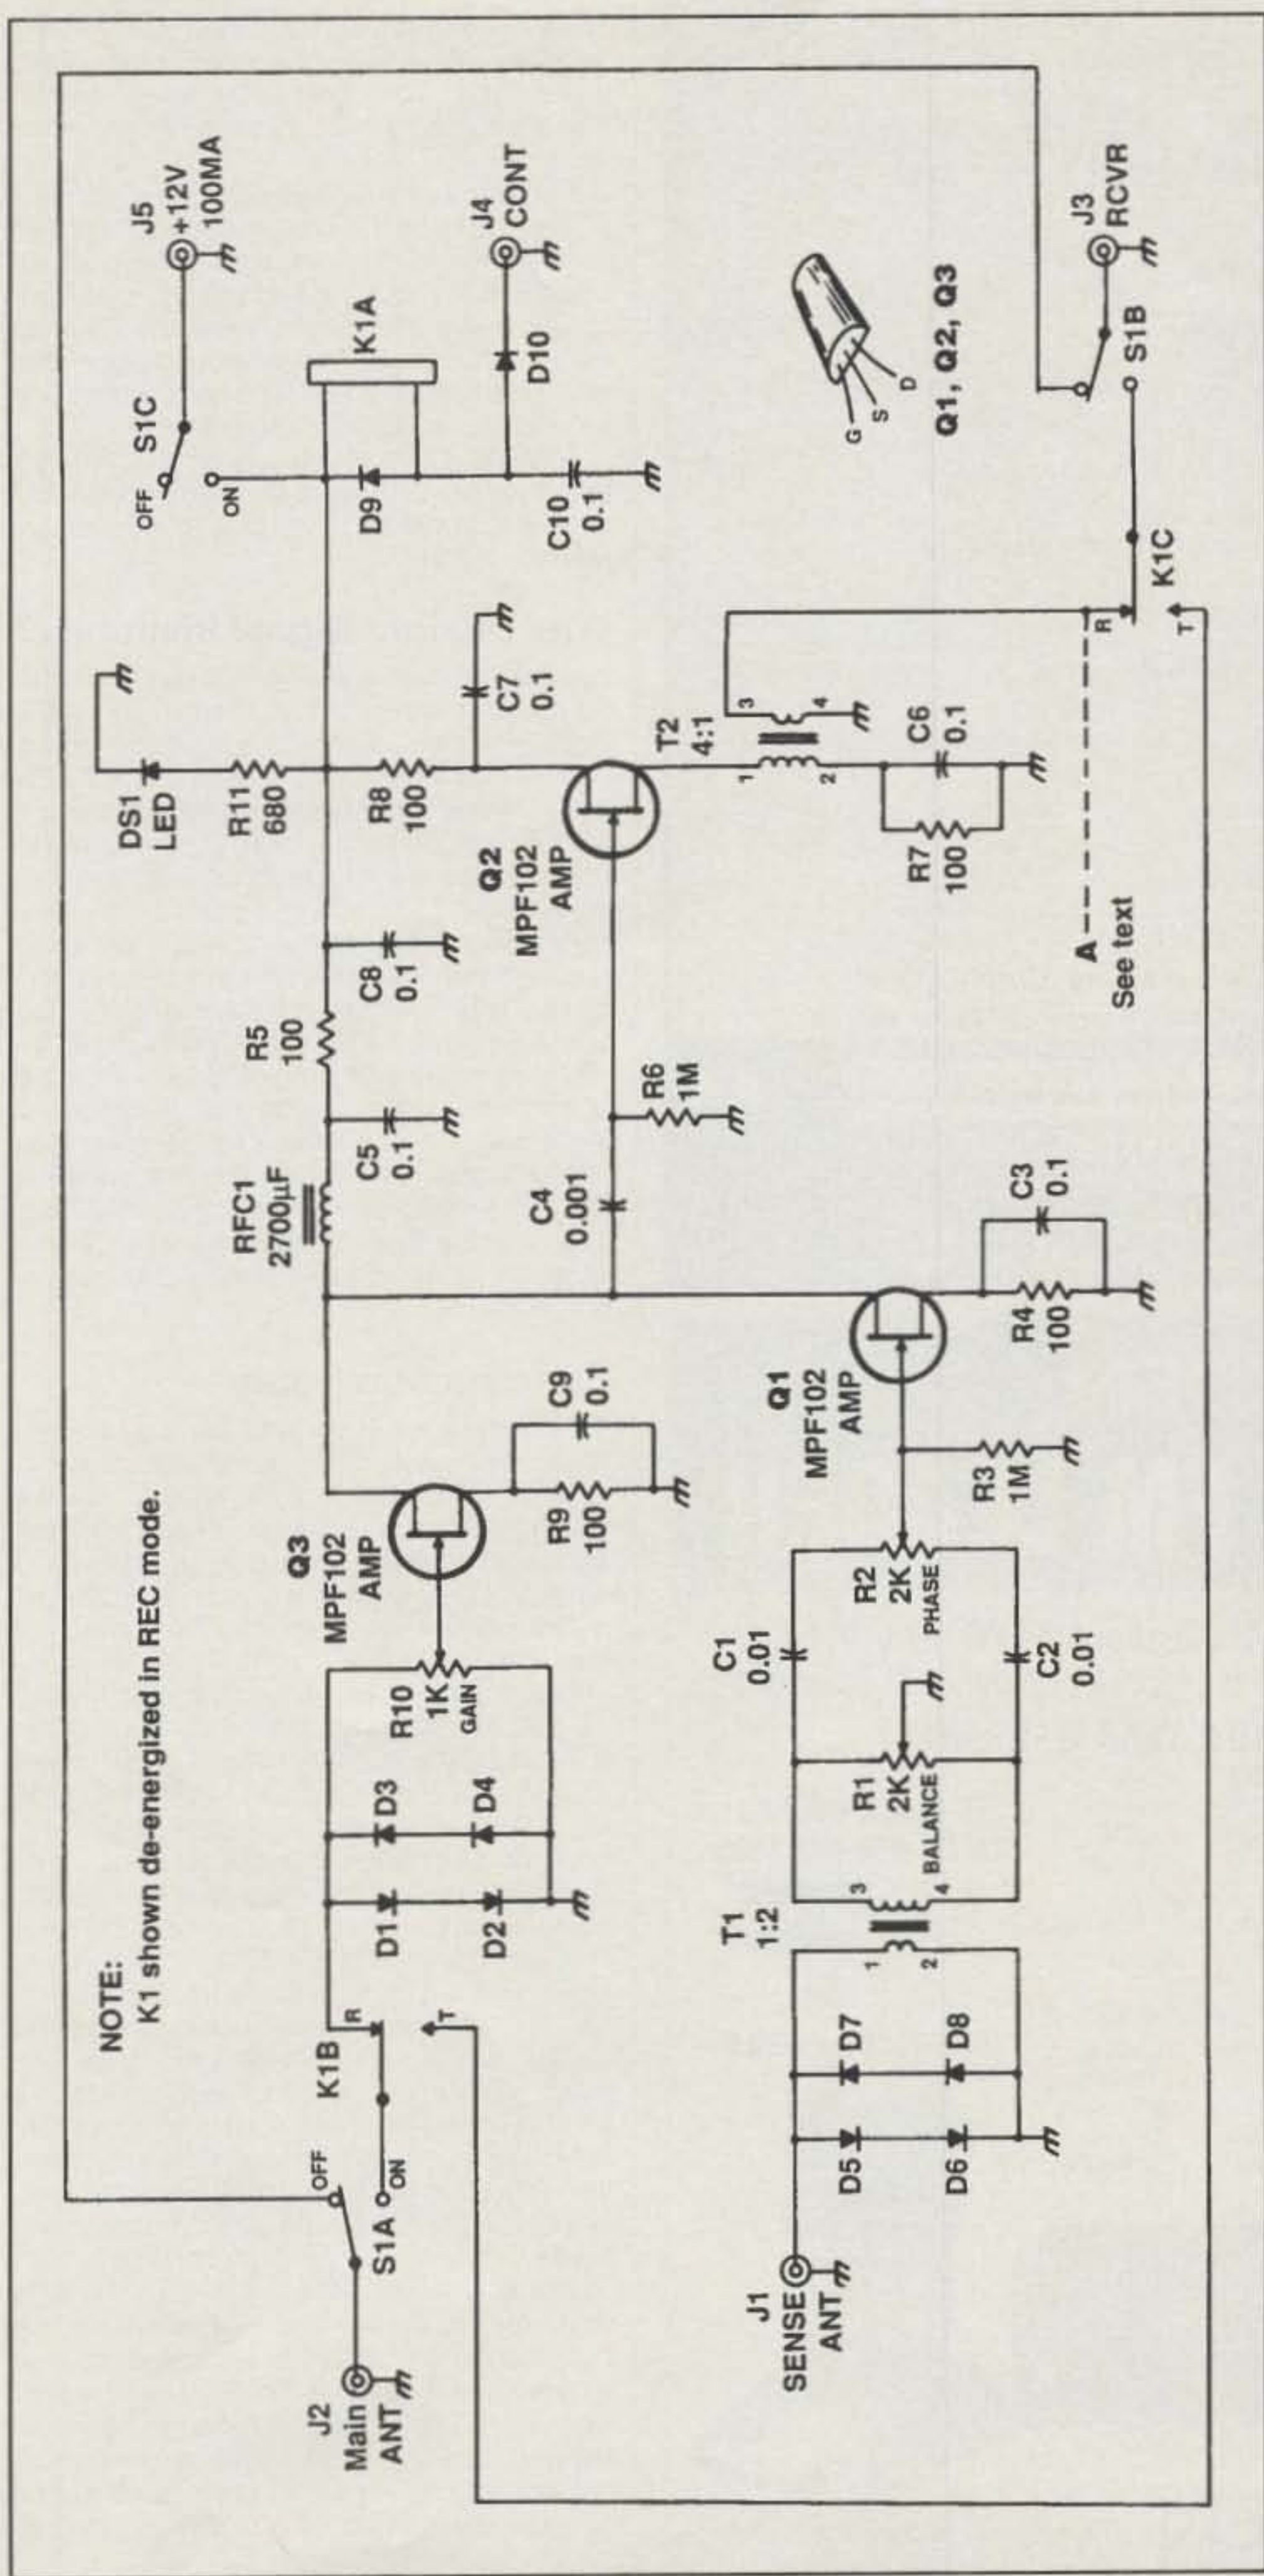 NOTE:
K1 shown de-energized in REC mode.
J2
Main
ANT
OFF
S1A
ON
K1B
R
T
D1
D2
D3
D4
R10
1K
GAIN
Q3
MPF102
AMP
R9
100
C9
0.1
RFC1
2700µF
C5
0.1
R5
100
C8
0.1
DS1
LED
R11
680
R8
100
C7
0.1
OFF
S1C
ON
J5
+12V
100MA
K1A
D9
D10
J4
CONT
C10
0.1
C4
0.001
R6
1M
Q2
MPF102
AMP
T2
4:1
1
2
3
4
R7
100
C6
0.1
G
S
D
Q1, Q2, Q3
J1
SENSE
ANT
D5
D6
D7
D8
T1
1:2
1
2
3
4
R1
2K
BALANCE
C1
0.01
C2
0.01
R2
2K
PHASE
R3
1M
Q1
MPF102
AMP
R4
100
C3
0.1
A
See text
R
T
K1C
S1B
J3
RCVR